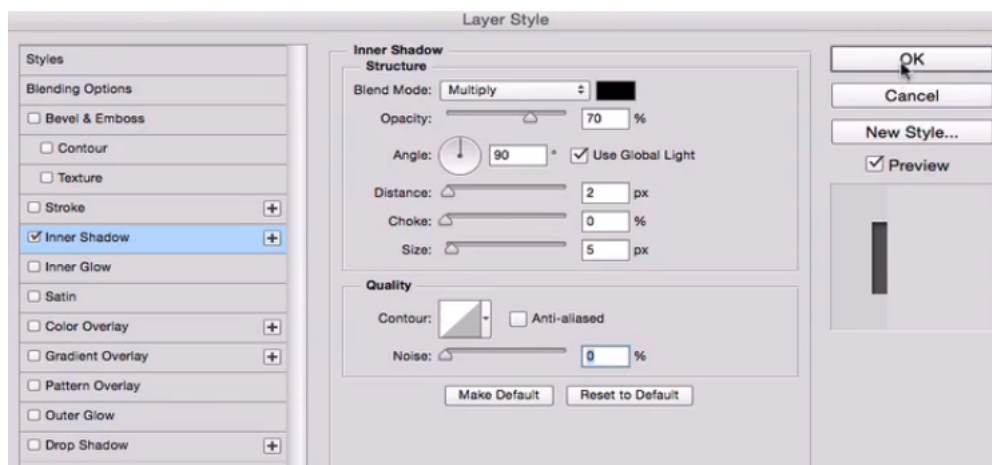 Layer Style
Styles
Blending Options
Bevel & Emboss
Contour
Texture
Stroke
Inner Shadow
Inner Glow
Satin
Color Overlay
Gradient Overlay
Pattern Overlay
Outer Glow
Drop Shadow
Inner Shadow
Structure
Blend Mode: Multiply
Opacity: 70 %
Angle: 90 ° Use Global Light
Distance: 2 px
Choke: 0 %
Size: 5 px
Quality
Contour: Anti-aliased
Noise: 0 %
Make Default Reset to Default
OK
Cancel
New Style...
Preview